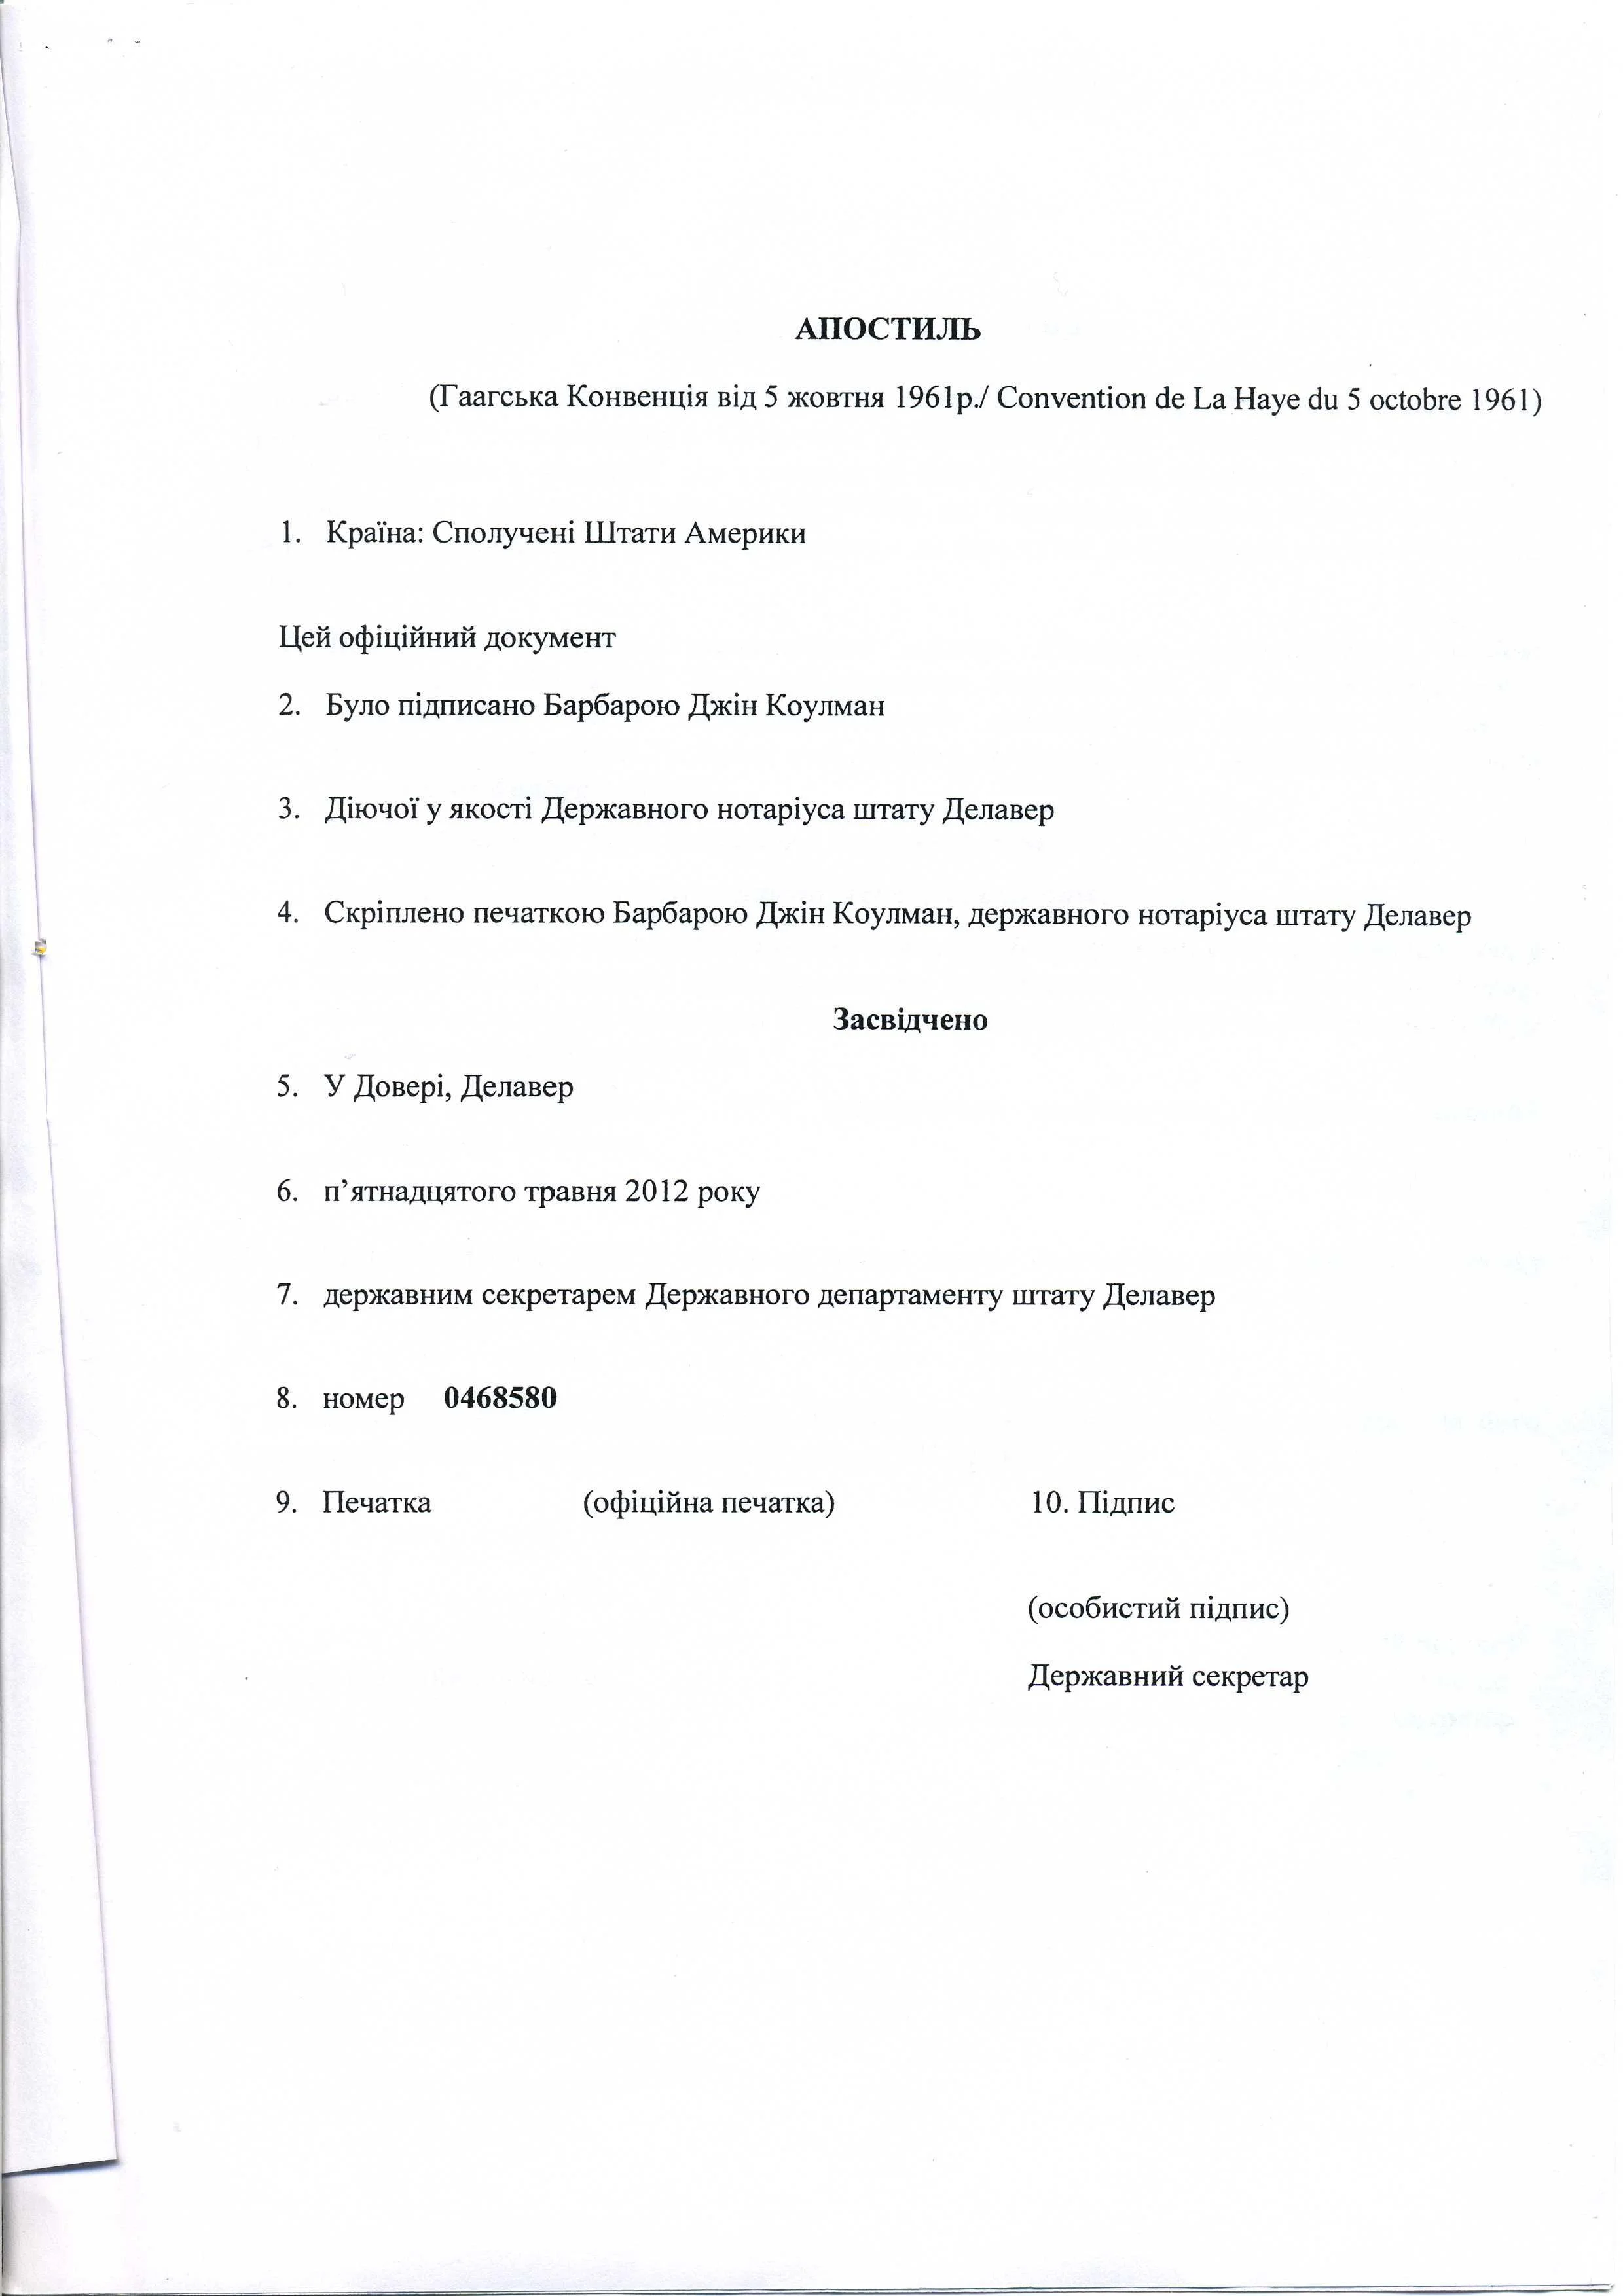 АПОСТИЛЬ
(Гаагська Конвенція від 5 жовтня 1961р./ Convention de La Haye du 5 octobre 1961)
1. Країна: Сполучені Штати Америки
Цей офіційний документ
2. Було підписано Барбарою Джін Коулман
3. Діючої у якості Державного нотаріуса штату Делавер
4. Скріплено печаткою Барбарою Джін Коулман, державного нотаріуса штату Делавер
Засвідчено
5. У Довері, Делавер
6. п’ятнадцятого травня 2012 року
7. державним секретарем Державного департаменту штату Делавер
8. номер 0468580
9. Печатка (офіційна печатка) 10. Підпис
(особистий підпис)
Державний секретар